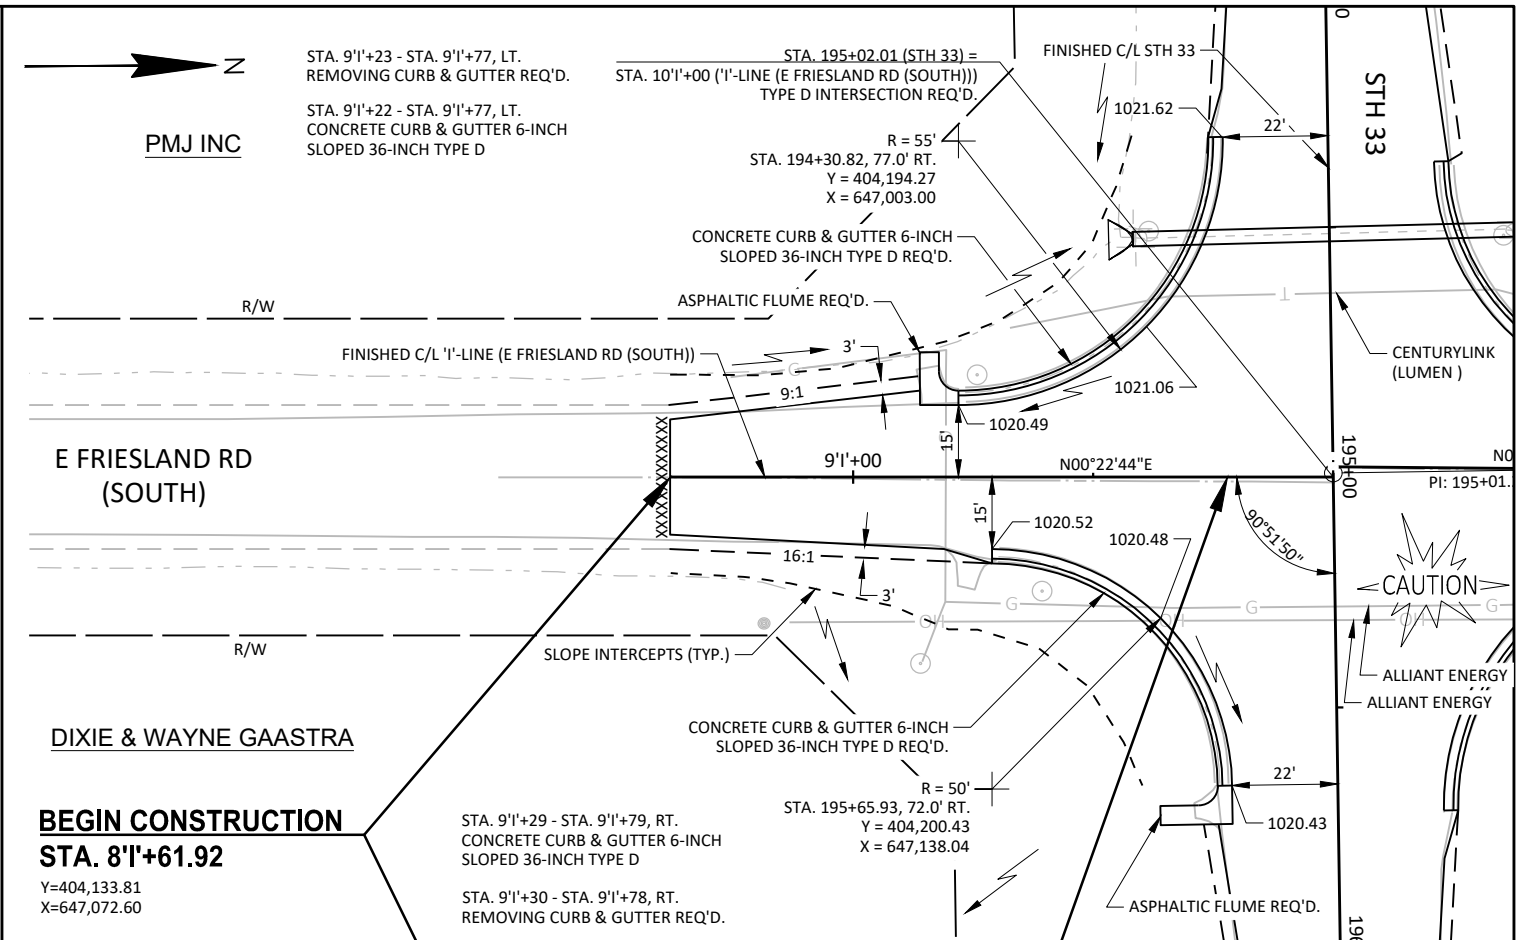 N
PMJ INC
STA. 9'I'+23 - STA. 9'I'+77, LT.
REMOVING CURB & GUTTER REQ'D.
STA. 9'I'+22 - STA. 9'I'+77, LT.
CONCRETE CURB & GUTTER 6-INCH
SLOPED 36-INCH TYPE D
STA. 195+02.01 (STH 33) =
STA. 10'I'+00 ('I'-LINE (E FRIESLAND RD (SOUTH)))
TYPE D INTERSECTION REQ'D.
FINISHED C/L STH 33
0
STH 33
1021.62
22'
R = 55'
STA. 194+30.82, 77.0' RT.
Y = 404,194.27
X = 647,003.00
CONCRETE CURB & GUTTER 6-INCH
SLOPED 36-INCH TYPE D REQ'D.
ASPHALTIC FLUME REQ'D.
R/W
T
FINISHED C/L 'I'-LINE (E FRIESLAND RD (SOUTH))
3'
G
9:1
1021.06
CENTURYLINK
(LUMEN )
1020.49
15'
E FRIESLAND RD
(SOUTH)
XXXXXXXXXXXX
9'I'+00
N00°22'44"E
195+00
N0
PI: 195+01.
15'
1020.52
1020.48
90°51'50"
16:1
3'
CAUTION
G
G
G
OH
OH
OH
R/W
SLOPE INTERCEPTS (TYP.)
ALLIANT ENERGY
ALLIANT ENERGY
DIXIE & WAYNE GAASTRA
CONCRETE CURB & GUTTER 6-INCH
SLOPED 36-INCH TYPE D REQ'D.
22'
R = 50'
STA. 195+65.93, 72.0' RT.
Y = 404,200.43
X = 647,138.04
1020.43
BEGIN CONSTRUCTION
STA. 8'I'+61.92
Y=404,133.81
X=647,072.60
STA. 9'I'+29 - STA. 9'I'+79, RT.
CONCRETE CURB & GUTTER 6-INCH
SLOPED 36-INCH TYPE D
STA. 9'I'+30 - STA. 9'I'+78, RT.
REMOVING CURB & GUTTER REQ'D.
ASPHALTIC FLUME REQ'D.
196